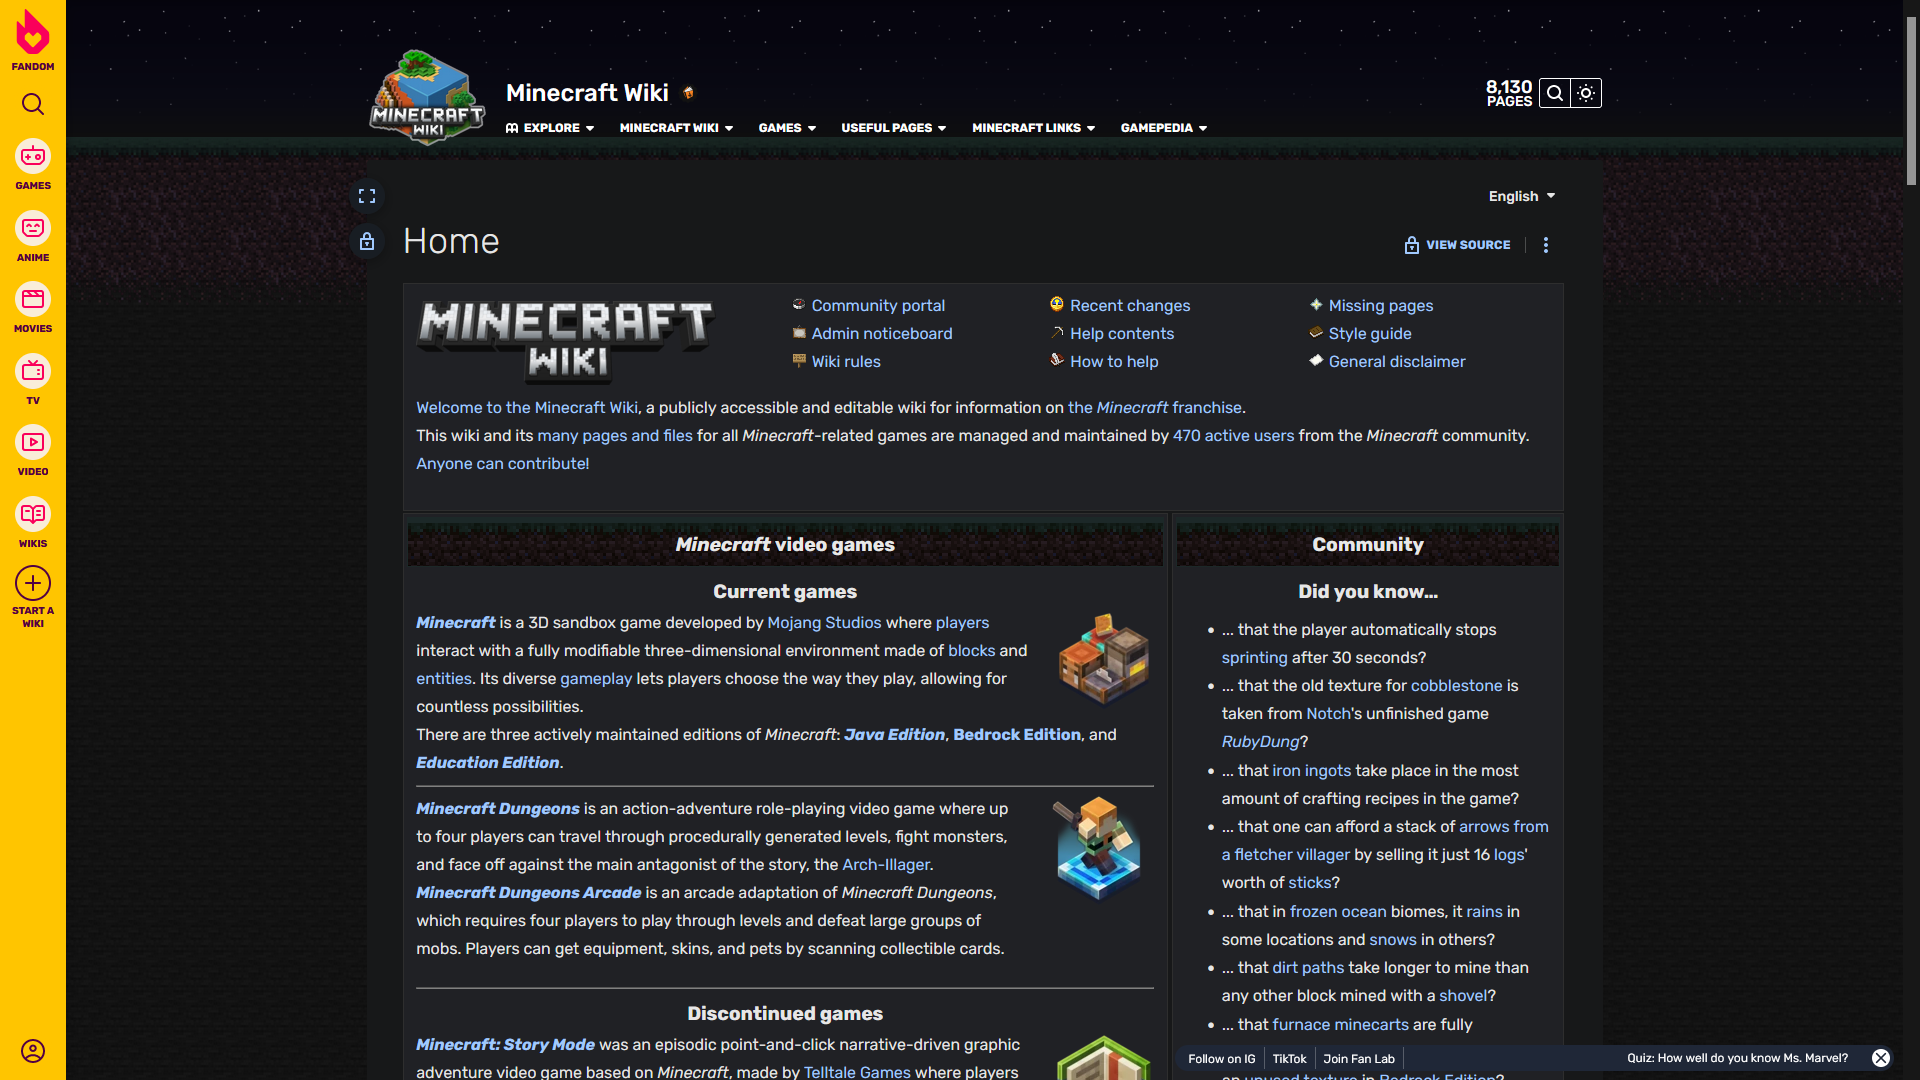 FANDOM
GAMES
ANIME
MOVIES
TV
VIDEO
WIKIS
START A
WIKI
MINECRAFT
WIKI
Minecraft Wiki
8,130
PAGES
EXPLORE
MINECRAFT WIKI
GAMES
USEFUL PAGES
MINECRAFT LINKS
GAMEPEDIA
English
Home
VIEW SOURCE
MINECRAFT
WIKI
Community portal
Recent changes
Missing pages
Admin noticeboard
Help contents
Style guide
Wiki rules
How to help
General disclaimer
Welcome to the Minecraft Wiki, a publicly accessible and editable wiki for information on the Minecraft franchise.
This wiki and its many pages and files for all Minecraft-related games are managed and maintained by 470 active users from the Minecraft community.
Anyone can contribute!
Minecraft video games
Current games
Minecraft is a 3D sandbox game developed by Mojang Studios where players
interact with a fully modifiable three-dimensional environment made of blocks and
entities. Its diverse gameplay lets players choose the way they play, allowing for
countless possibilities.
There are three actively maintained editions of Minecraft: Java Edition, Bedrock Edition, and
Education Edition.
Minecraft Dungeons is an action-adventure role-playing video game where up
to four players can travel through procedurally generated levels, fight monsters,
and face off against the main antagonist of the story, the Arch-Illager.
Minecraft Dungeons Arcade is an arcade adaptation of Minecraft Dungeons,
which requires four players to play through levels and defeat large groups of
mobs. Players can get equipment, skins, and pets by scanning collectible cards.
Discontinued games
Minecraft: Story Mode was an episodic point-and-click narrative-driven graphic
adventure video game based on Minecraft, made by Telltale Games where players
Community
Did you know...
... that the player automatically stops
sprinting after 30 seconds?
... that the old texture for cobblestone is
taken from Notch's unfinished game
RubyDung?
... that iron ingots take place in the most
amount of crafting recipes in the game?
... that one can afford a stack of arrows from
a fletcher villager by selling it just 16 logs'
worth of sticks?
... that in frozen ocean biomes, it rains in
some locations and snows in others?
... that dirt paths take longer to mine than
any other block mined with a shovel?
... that furnace minecarts are fully
an unused texture in Bedrock Edition?
Follow on IG
TikTok
Join Fan Lab
Quiz: How well do you know Ms. Marvel?